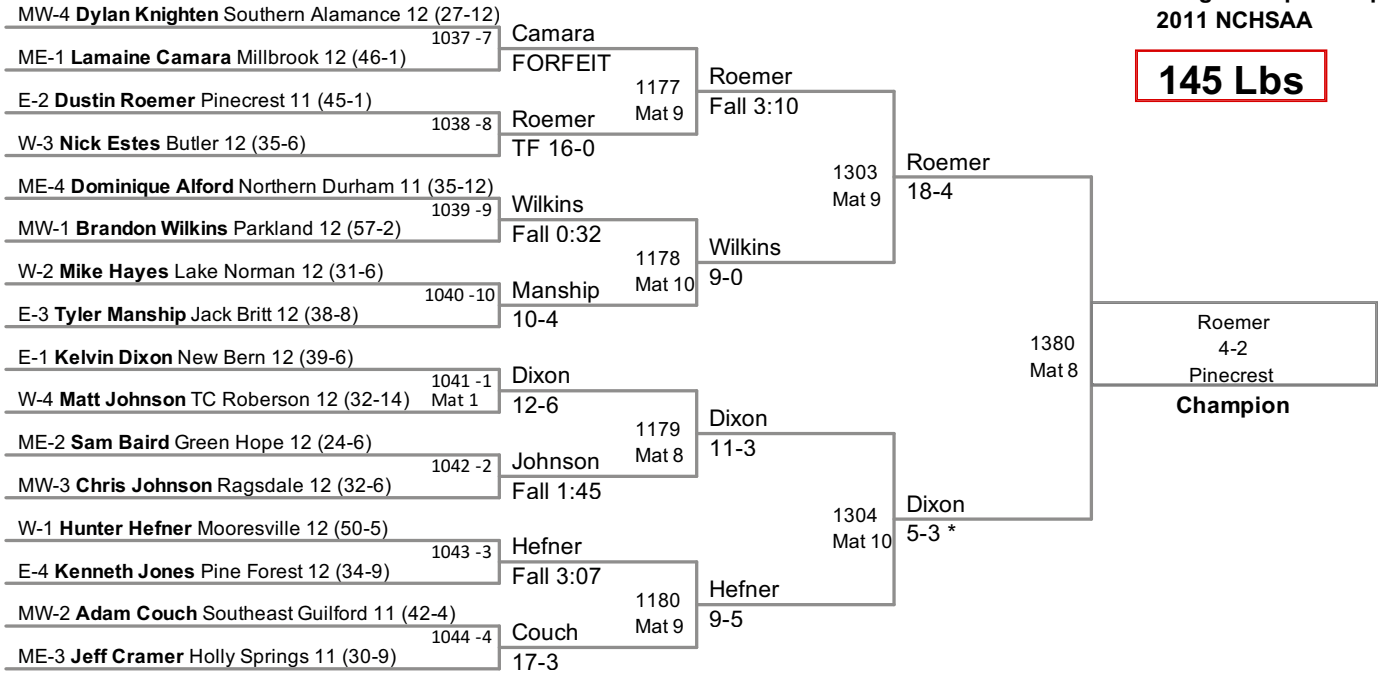 2011 NCHSAA
145 Lbs
MW-4 Dylan Knighten Southern Alamance 12 (27-12)
1037 -7
ME-1 Lamaine Camara Millbrook 12 (46-1)
E-2 Dustin Roemer Pinecrest 11 (45-1)
1038 -8
W-3 Nick Estes Butler 12 (35-6)
ME-4 Dominique Alford Northern Durham 11 (35-12)
1039 -9
MW-1 Brandon Wilkins Parkland 12 (57-2)
W-2 Mike Hayes Lake Norman 12 (31-6)
1040 -10
E-3 Tyler Manship Jack Britt 12 (38-8)
E-1 Kelvin Dixon New Bern 12 (39-6)
1041 -1
Mat 1
W-4 Matt Johnson TC Roberson 12 (32-14)
ME-2 Sam Baird Green Hope 12 (24-6)
1042 -2
MW-3 Chris Johnson Ragsdale 12 (32-6)
W-1 Hunter Hefner Mooresville 12 (50-5)
1043 -3
E-4 Kenneth Jones Pine Forest 12 (34-9)
MW-2 Adam Couch Southeast Guilford 11 (42-4)
1044 -4
ME-3 Jeff Cramer Holly Springs 11 (30-9)
Camara
FORFEIT
1177
Mat 9
Roemer
TF 16-0
Wilkins
Fall 0:32
1178
Mat 10
Manship
10-4
Dixon
12-6
1179
Mat 8
Johnson
Fall 1:45
Hefner
Fall 3:07
1180
Mat 9
Couch
17-3
Roemer
Fall 3:10
1303
Mat 9
Wilkins
9-0
Dixon
11-3
1304
Mat 10
Hefner
9-5
Roemer
18-4
1380
Mat 8
Dixon
5-3 *
Roemer
4-2
Pinecrest
Champion